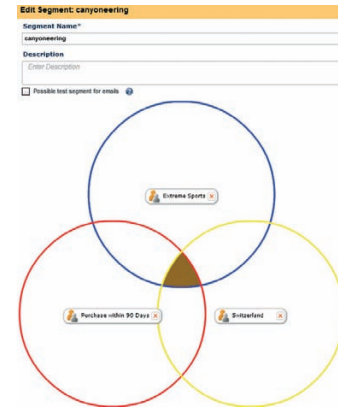 Edit Segment: canyoneering
Segment Name*
canyoneering
Description
Enter Description
Possible test segment for emails
Extreme Sports
Purchase within 90 Days
Switzerland